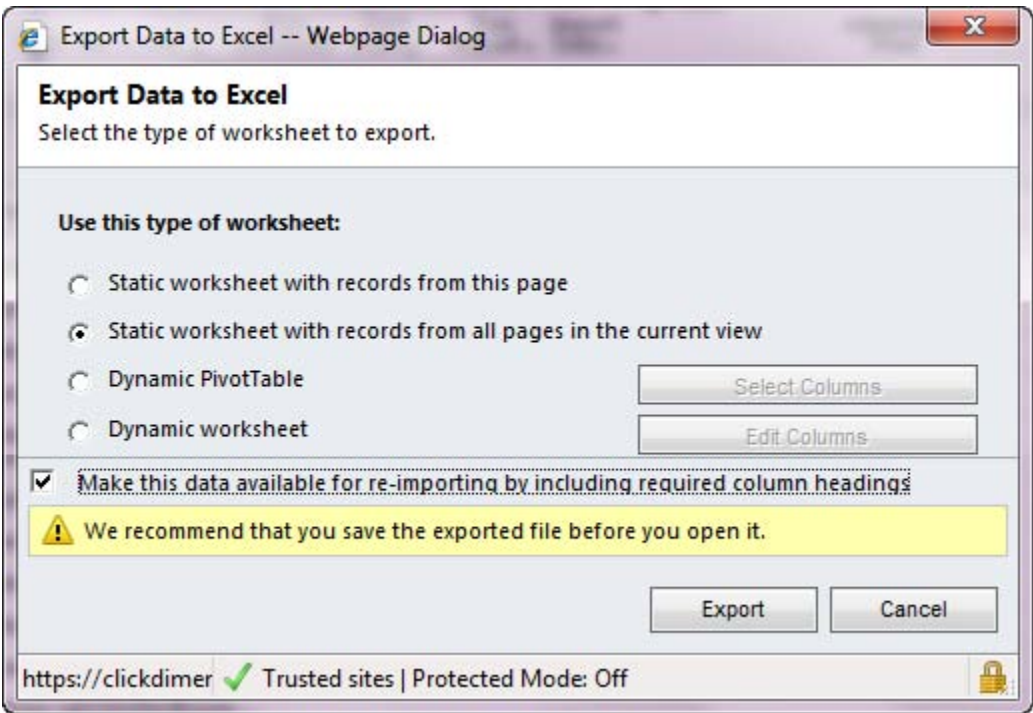 Export Data to Excel -- Webpage Dialog
Export Data to Excel
Select the type of worksheet to export.
Use this type of worksheet:
Static worksheet with records from this page
Static worksheet with records from all pages in the current view
Dynamic PivotTable
Select Columns
Dynamic worksheet
Edit Columns
Make this data available for re-importing by including required column headings
We recommend that you save the exported file before you open it.
Export Cancel
https://clickdimer Trusted sites | Protected Mode: Off